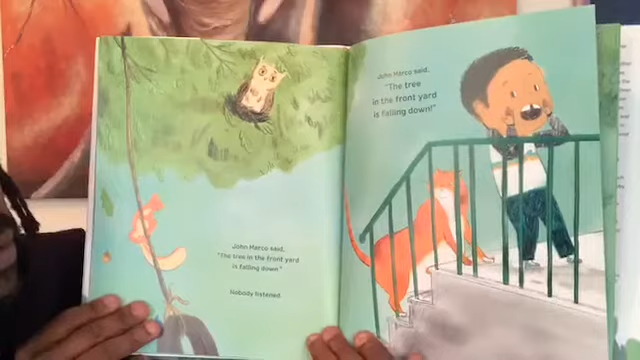 John Marco said,
"The tree in the front yard
is falling down."
Nobody listened.
John Marco said,
"The tree
in the front yard
is falling down!"